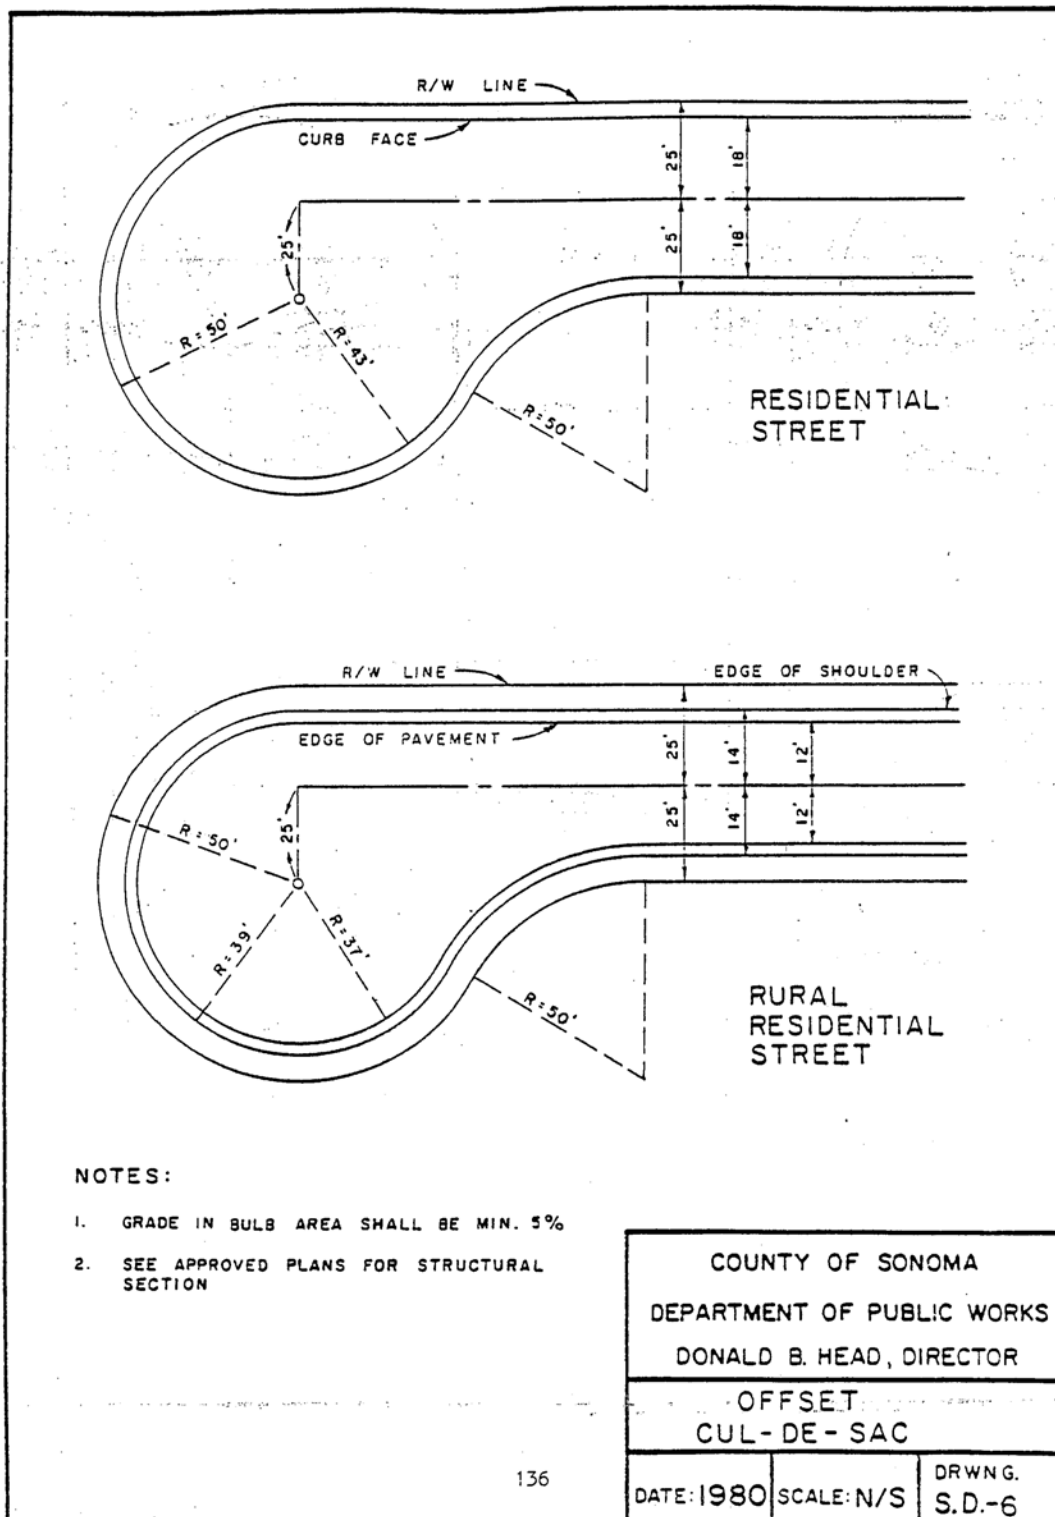 R/W LINE
CURB FACE
25'
18'
25'
25'
18'
R=50'
R=43'
R=50'
RESIDENTIAL
STREET
R/W LINE
EDGE OF SHOULDER
EDGE OF PAVEMENT
25'
14'
12'
25'
25'
14'
12'
R=50'
R=39'
R=37'
R=50'
RURAL
RESIDENTIAL
STREET
NOTES:
1. GRADE IN BULB AREA SHALL BE MIN. 5%
2. SEE APPROVED PLANS FOR STRUCTURAL
SECTION
COUNTY OF SONOMA
DEPARTMENT OF PUBLIC WORKS
DONALD B. HEAD, DIRECTOR
OFFSET
CUL-DE-SAC
DATE: 1980 SCALE: N/S DRWNG.
S.D.-6
136